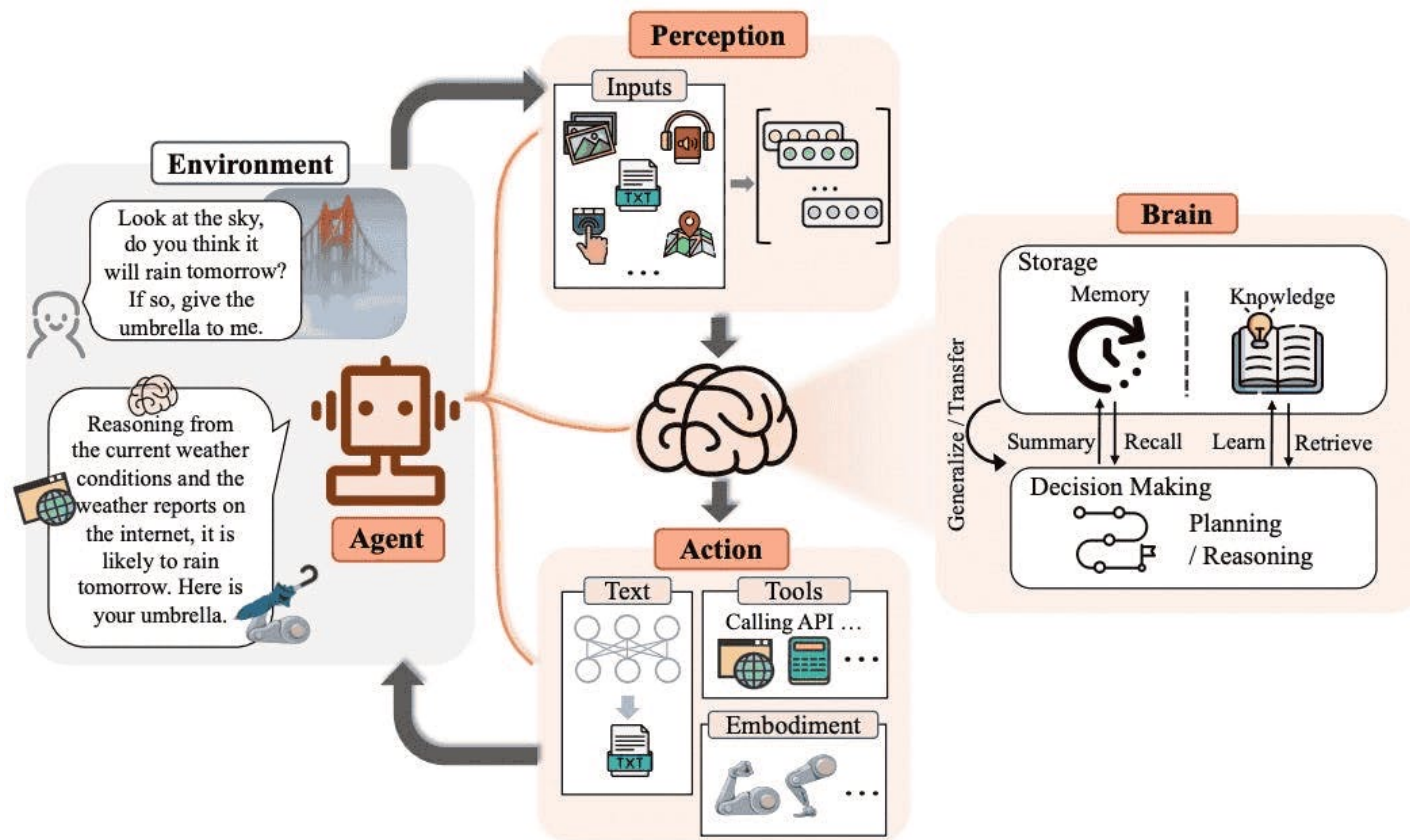 Perception
Inputs
TXT
...
...
Environment
Look at the sky,
do you think it
will rain tomorrow?
If so, give the
umbrella to me.
Reasoning from
the current weather
conditions and the
weather reports on
the internet, it is
likely to rain
tomorrow. Here is
your umbrella.
Agent
Brain
Storage
Memory
Knowledge
Generalize / Transfer
Summary
Recall
Learn
Retrieve
Decision Making
Planning
/ Reasoning
Action
Text
TXT
Tools
Calling API ...
...
Embodiment
...